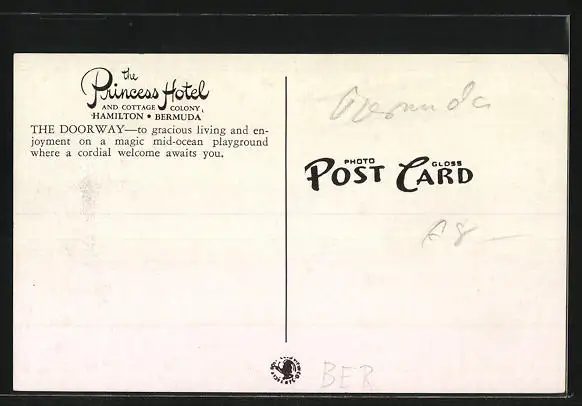 the
Princess Hotel
AND COTTAGE COLONY,
HAMILTON • BERMUDA
THE DOORWAY—to gracious living and en-
joyment on a magic mid-ocean playground
where a cordial welcome awaits you.
Bermuda
PHOTO GLOSS
POST CARD
BER